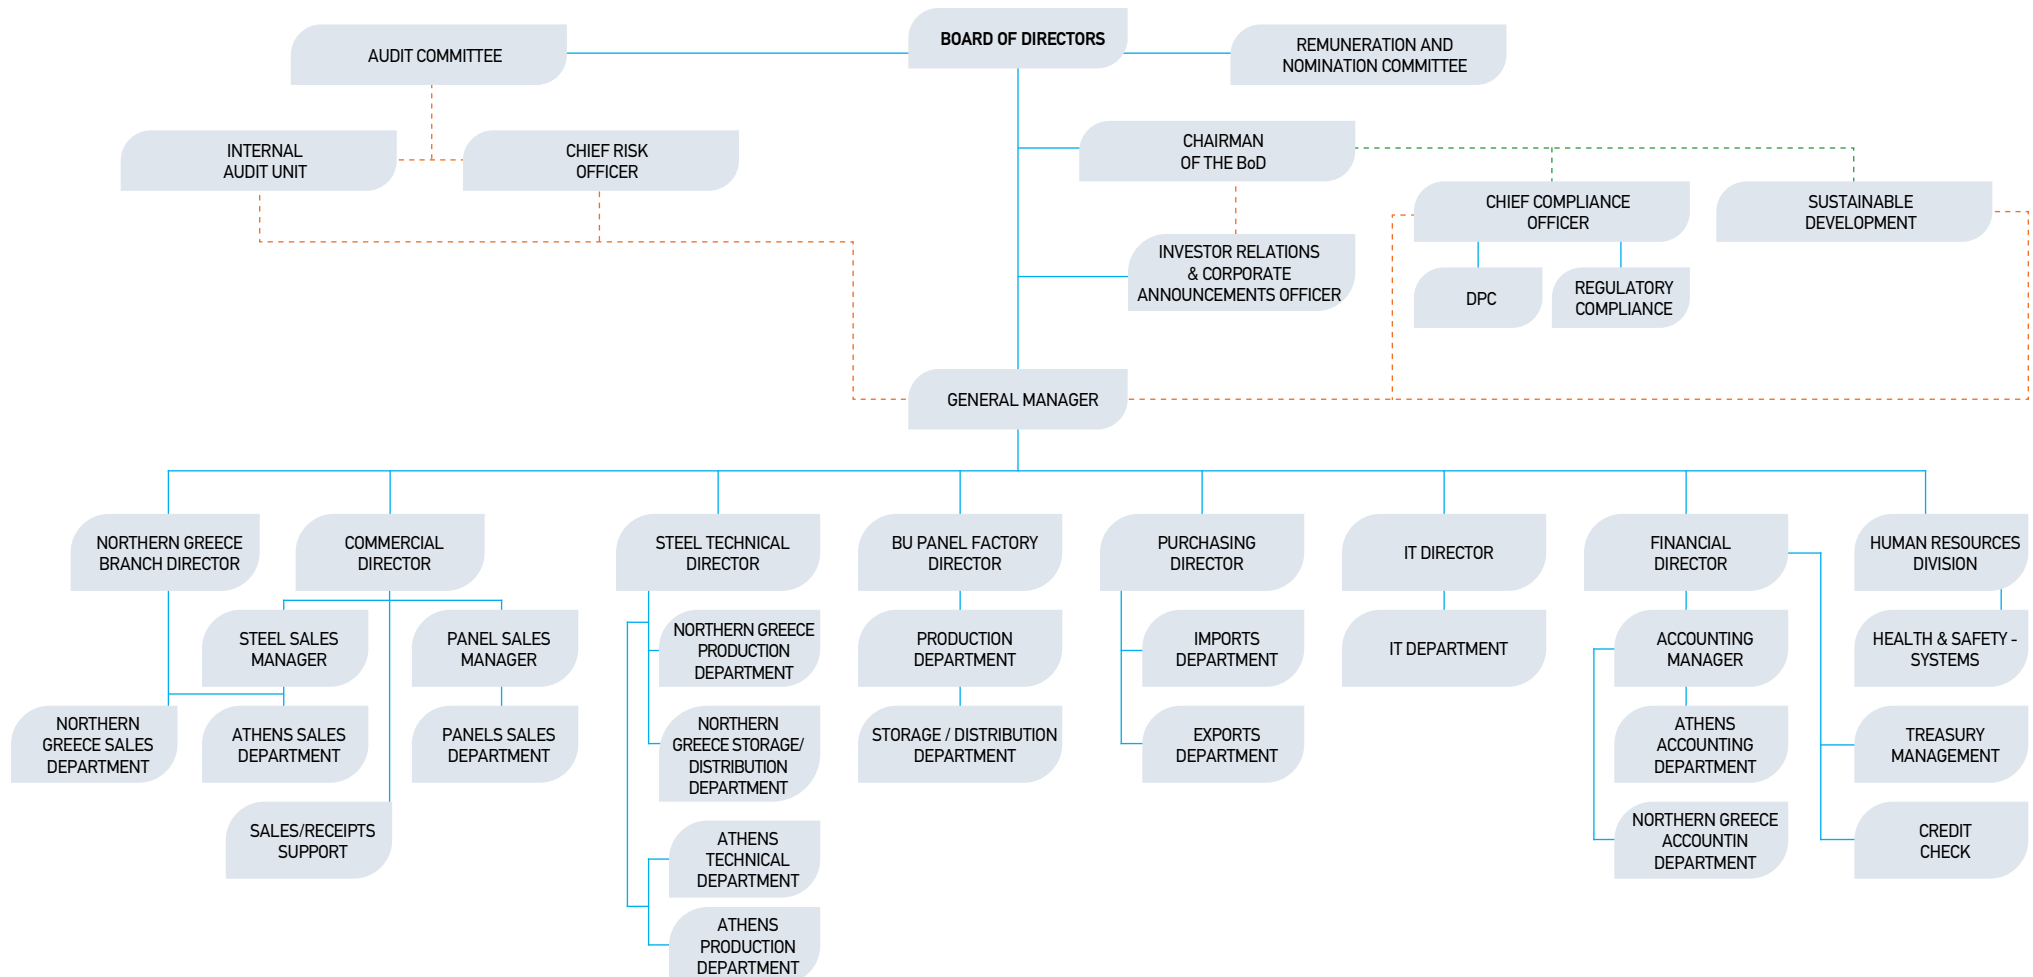 BOARD OF DIRECTORS
AUDIT COMMITTEE
REMUNERATION AND
NOMINATION COMMITTEE
INTERNAL
AUDIT UNIT
CHIEF RISK
OFFICER
CHAIRMAN
OF THE BoD
CHIEF COMPLIANCE
OFFICER
SUSTAINABLE
DEVELOPMENT
INVESTOR RELATIONS
& CORPORATE
ANNOUNCEMENTS OFFICER
DPC
REGULATORY
COMPLIANCE
GENERAL MANAGER
NORTHERN GREECE
BRANCH DIRECTOR
COMMERCIAL
DIRECTOR
STEEL TECHNICAL
DIRECTOR
BU PANEL FACTORY
DIRECTOR
PURCHASING
DIRECTOR
IT DIRECTOR
FINANCIAL
DIRECTOR
HUMAN RESOURCES
DIVISION
STEEL SALES
MANAGER
PANEL SALES
MANAGER
NORTHERN GREECE
PRODUCTION
DEPARTMENT
PRODUCTION
DEPARTMENT
IMPORTS
DEPARTMENT
IT DEPARTMENT
ACCOUNTING
MANAGER
HEALTH & SAFETY -
SYSTEMS
NORTHERN
GREECE SALES
DEPARTMENT
ATHENS SALES
DEPARTMENT
PANELS SALES
DEPARTMENT
NORTHERN
GREECE STORAGE/
DISTRIBUTION
DEPARTMENT
STORAGE / DISTRIBUTION
DEPARTMENT
EXPORTS
DEPARTMENT
ATHENS
ACCOUNTING
DEPARTMENT
TREASURY
MANAGEMENT
SALES/RECEIPTS
SUPPORT
ATHENS
TECHNICAL
DEPARTMENT
NORTHERN GREECE
ACCOUNTIN
DEPARTMENT
CREDIT
CHECK
ATHENS
PRODUCTION
DEPARTMENT